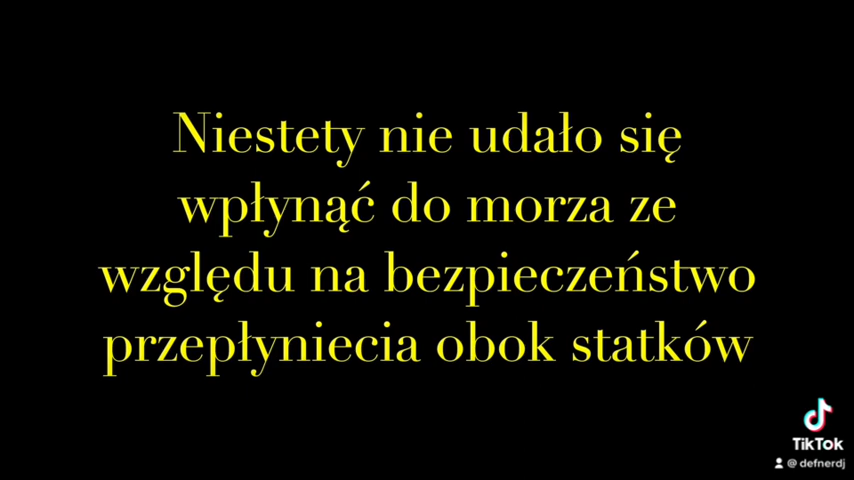 Niestety nie udało się
wpłynąć do morza ze
względu na bezpieczeństwo
przepłyniecia obok statków
TikTok
@ defnerdj